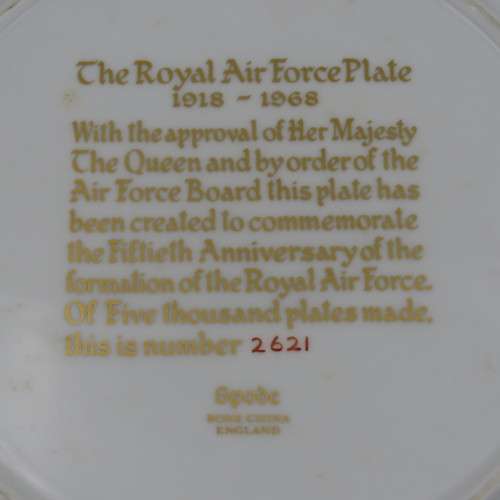 The Royal Air Force Plate
1918 - 1968
With the approval of Her Majesty
The Queen and by order of the
Air Force Board this plate has
been created to commemorate
the Fiftieth Anniversary of the
formation of the Royal Air Force.
Of Five thousand plates made,
this is number 2621
Spode
BONE CHINA
ENGLAND